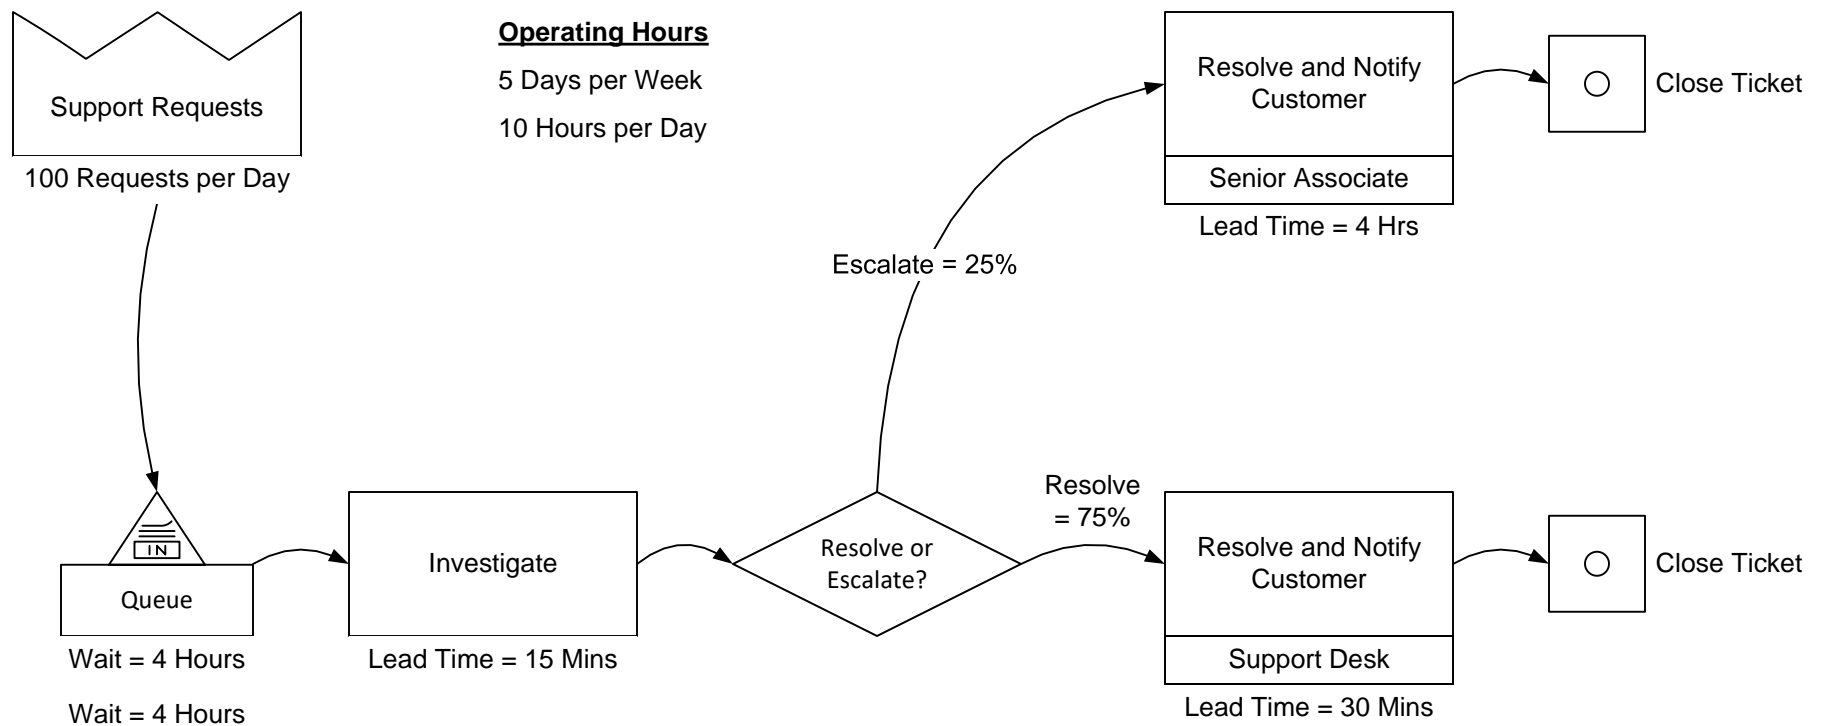 Support Requests
100 Requests per Day
Operating Hours
5 Days per Week
10 Hours per Day
Resolve and Notify
Customer
Senior Associate
Lead Time = 4 Hrs
Close Ticket
Escalate = 25%
IN
Queue
Wait = 4 Hours
Wait = 4 Hours
Investigate
Lead Time = 15 Mins
Resolve or
Escalate?
Resolve
= 75%
Resolve and Notify
Customer
Support Desk
Lead Time = 30 Mins
Close Ticket